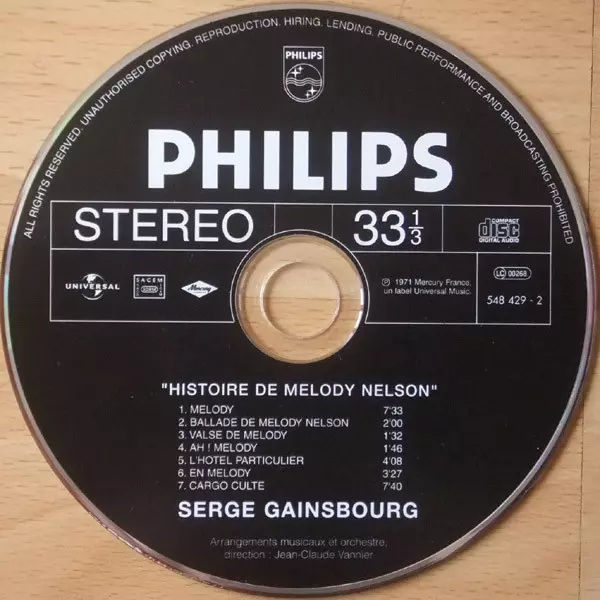 ALL RIGHTS RESERVED. UNAUTHORISED COPYING. REPRODUCTION. HIRING. LENDING. PUBLIC PERFORMANCE AND BROADCASTING PROHIBITED
PHILIPS
PHILIPS
STEREO
33 1/3
COMPACT
disc
DIGITAL AUDIO
UNIVERSAL
SACEM
Mercury
℗ 1971 Mercury France,
un label Universal Music.
LC 00268
548 429 - 2
"HISTOIRE DE MELODY NELSON"
1. MELODY 7'33
2. BALLADE DE MELODY NELSON 2'00
3. VALSE DE MELODY 1'32
4. AH ! MELODY 1'46
5. L'HOTEL PARTICULIER 4'08
6. EN MELODY 3'27
7. CARGO CULTE 7'40
SERGE GAINSBOURG
Arrangements musicaux et orchestre,
direction : Jean-Claude Vannier